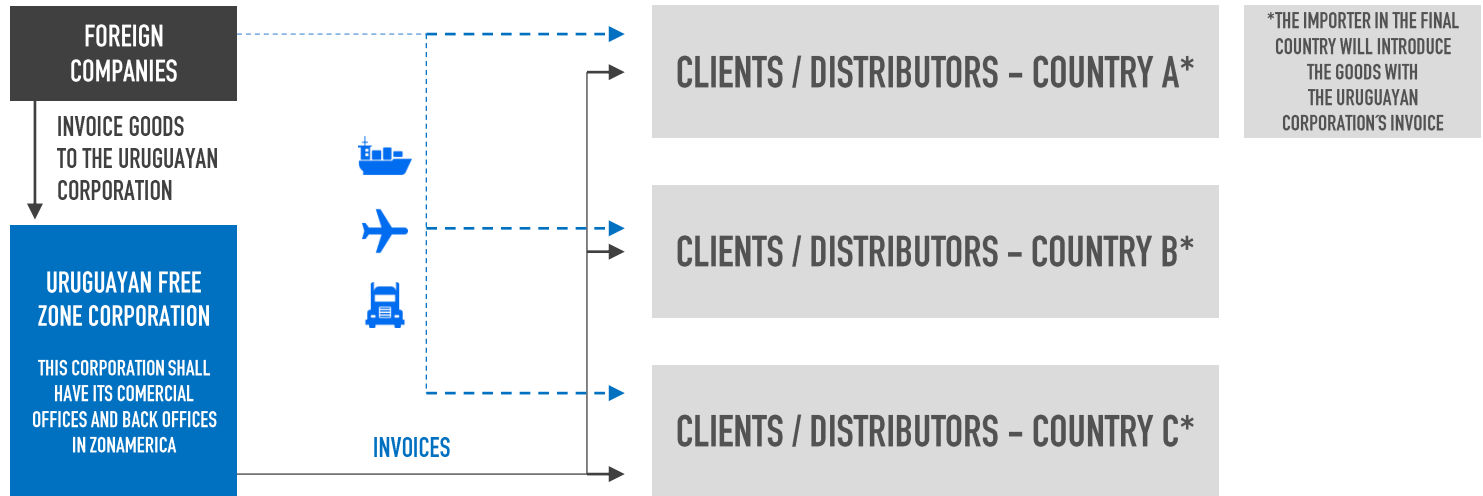 FOREIGN
COMPANIES
INVOICE GOODS
TO THE URUGUAYAN
CORPORATION
URUGUAYAN FREE
ZONE CORPORATION
THIS CORPORATION SHALL
HAVE ITS COMERCIAL
OFFICES AND BACK OFFICES
IN ZONAMERICA
INVOICES
CLIENTS / DISTRIBUTORS – COUNTRY A*
CLIENTS / DISTRIBUTORS – COUNTRY B*
CLIENTS / DISTRIBUTORS – COUNTRY C*
*THE IMPORTER IN THE FINAL
COUNTRY WILL INTRODUCE
THE GOODS WITH
THE URUGUAYAN
CORPORATION´S INVOICE